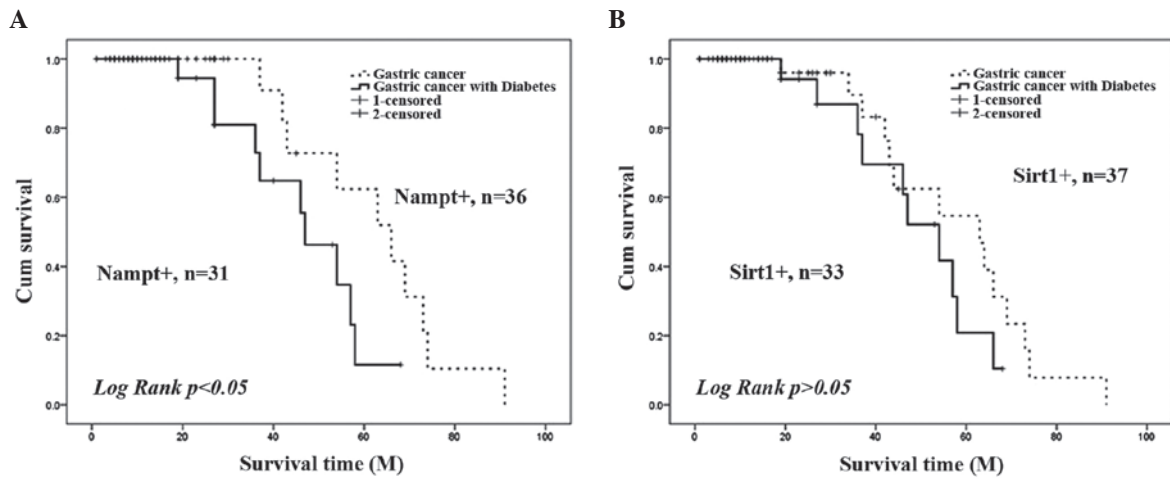 A
1.0
0.8
0.6
0.4
0.2
0.0
Cum survival
Gastric cancer
Gastric cancer with Diabetes
1-censored
2-censored
Nampt+, n=36
Nampt+, n=31
Log Rank p<0.05
0 20 40 60 80 100
Survival time (M)
B
1.0
0.8
0.6
0.4
0.2
0.0
Cum survival
Gastric cancer
Gastric cancer with Diabetes
1-censored
2-censored
Sirt1+, n=37
Sirt1+, n=33
Log Rank p>0.05
0 20 40 60 80 100
Survival time (M)